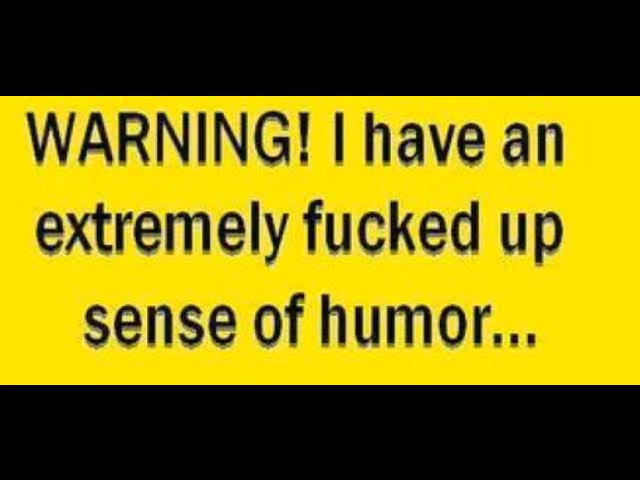 WARNING! I have an
extremely fucked up
sense of humor...